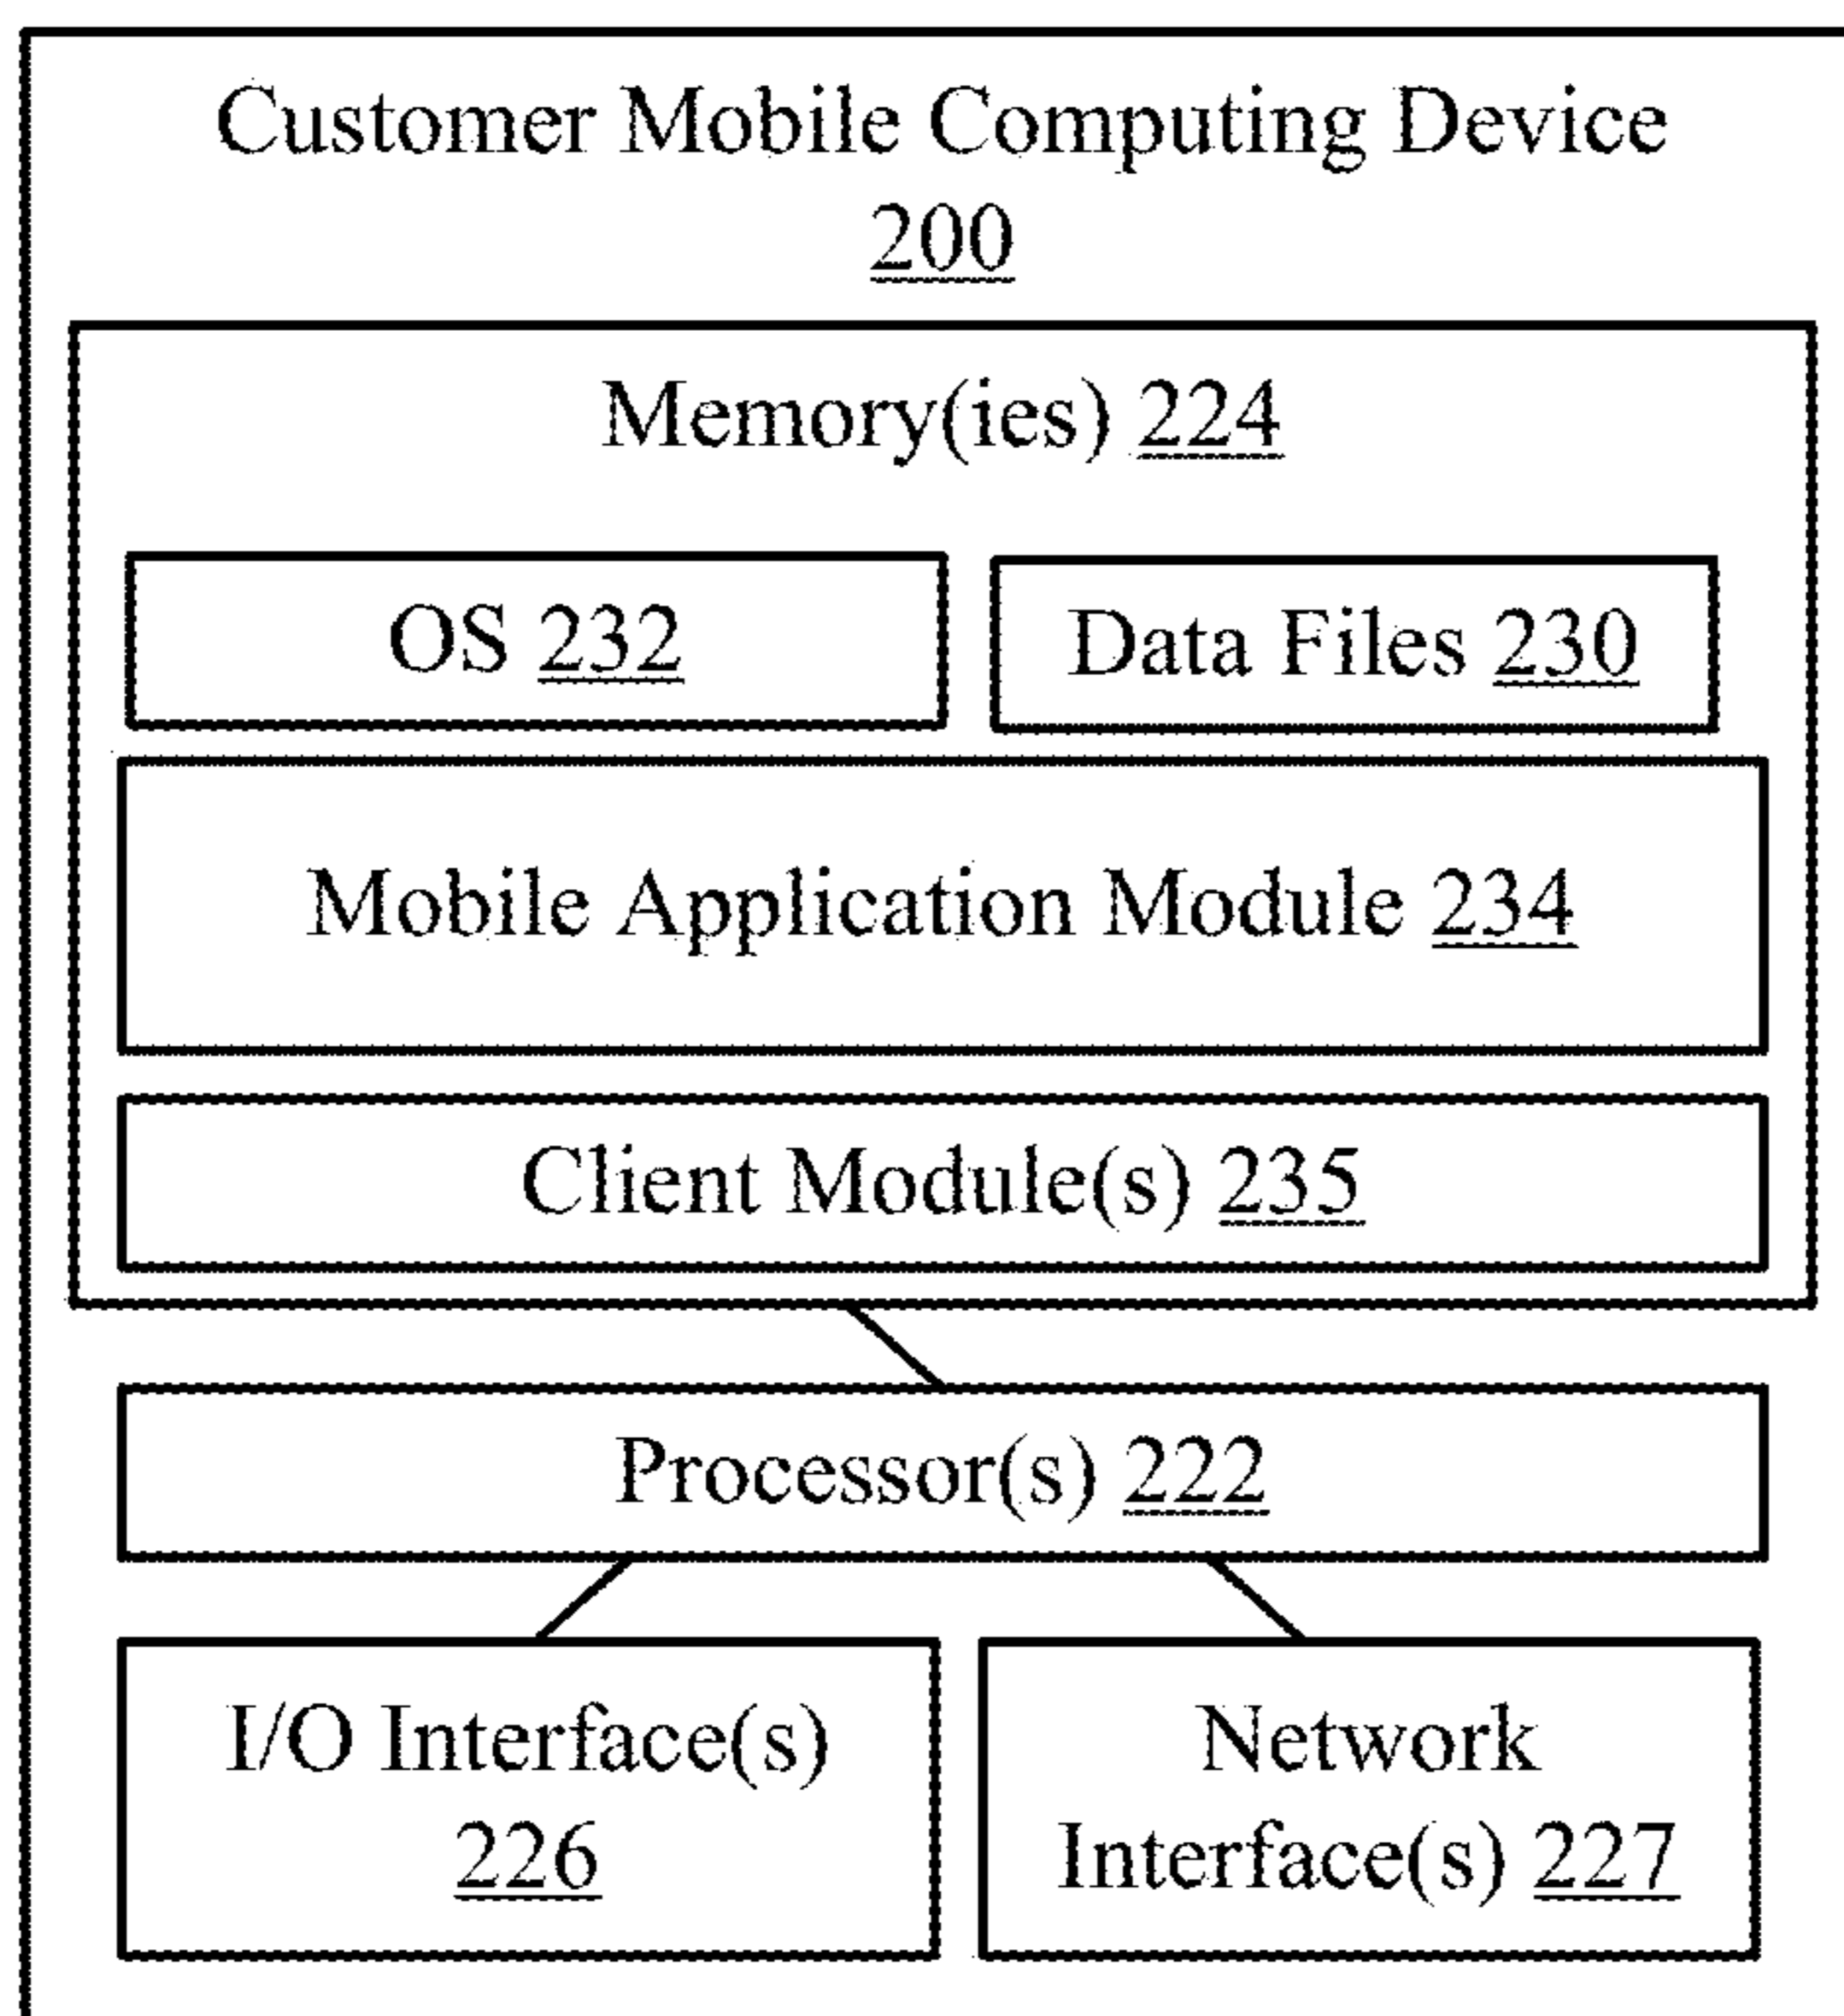 Customer Mobile Computing Device
200
Memory(ies) 224
OS 232
Data Files 230
Mobile Application Module 234
Client Module(s) 235
Processor(s) 222
I/O Interface(s)
226
Network
Interface(s) 227